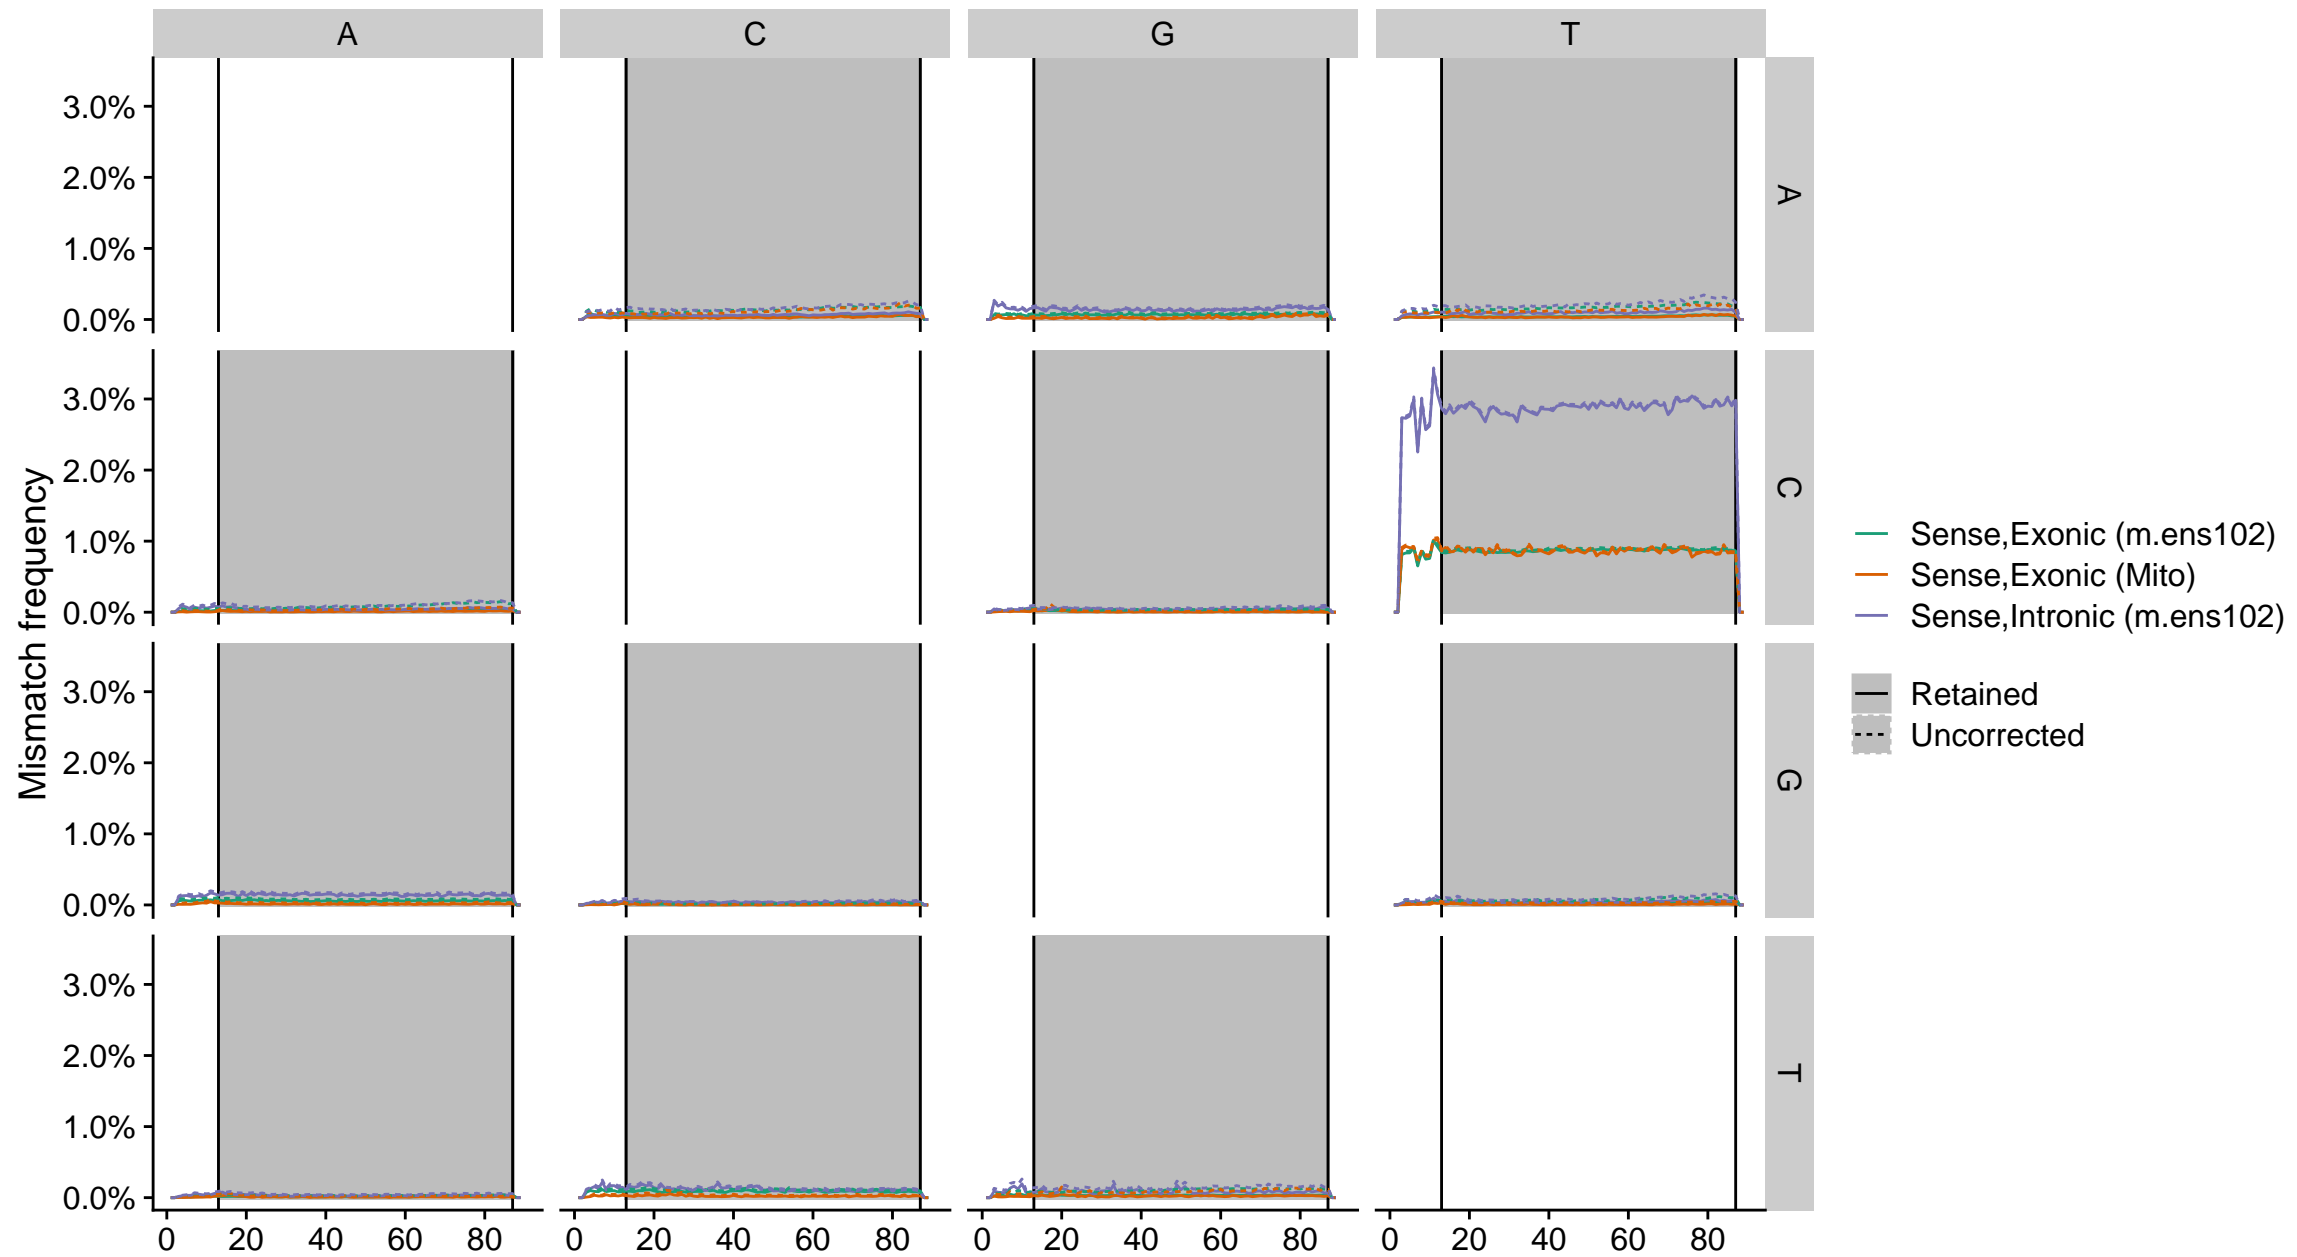 A C G T
Mismatch frequency
3.0%
2.0%
1.0%
0.0%
A
3.0%
2.0%
1.0%
0.0%
C
3.0%
2.0%
1.0%
0.0%
G
3.0%
2.0%
1.0%
0.0%
T
0 20 40 60 80 0 20 40 60 80 0 20 40 60 80 0 20 40 60 80
Sense,Exonic (m.ens102)
Sense,Exonic (Mito)
Sense,Intronic (m.ens102)
Retained
Uncorrected